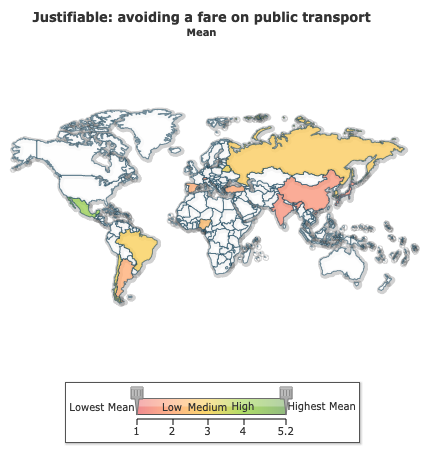 Justifiable: avoiding a fare on public transport
Mean
Lowest Mean Low Medium High Highest Mean
1 2 3 4 5.2